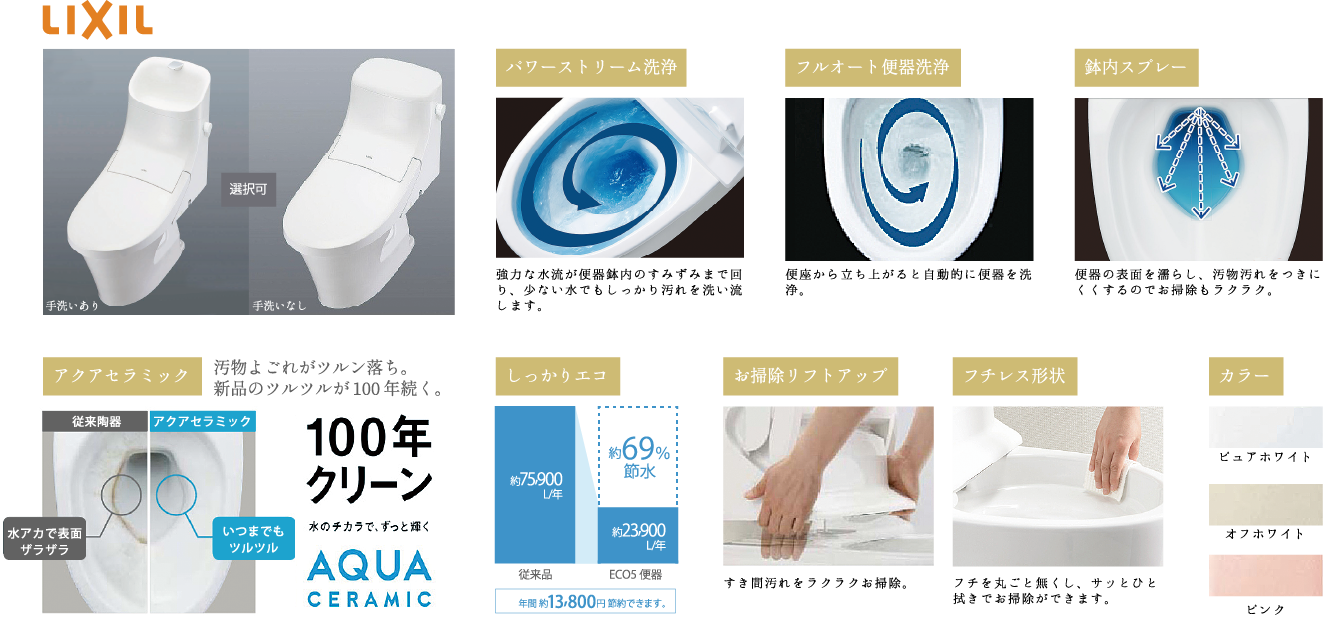 LIXIL
選択可
手洗いあり
手洗いなし
パワーストリーム洗浄
強力な水流が便器鉢内のすみずみまで回
り、少ない水でもしっかり汚れを洗い流
します。
フルオート便器洗浄
便座から立ち上がると自動的に便器を洗
浄。
鉢内スプレー
便器の表面を濡らし、汚物汚れをつきに
くくするのでお掃除もラクラク。
アクアセラミック
汚物よごれがツルン落ち。
新品のツルツルが100年続く。
従来陶器
アクアセラミック
水アカで表面
ザラザラ
いつまでも
ツルツル
100年
クリーン
水のチカラで、ずっと輝く
AQUA
CERAMIC
しっかりエコ
約75,900
L/年
約69%
節水
約23,900
L/年
従来品
ECO5 便器
年間 約13,800円 節約できます。
お掃除リフトアップ
すき間汚れをラクラクお掃除。
フチレス形状
フチを丸ごと無くし、サッとひと
拭きでお掃除ができます。
カラー
ピュアホワイト
オフホワイト
ピンク